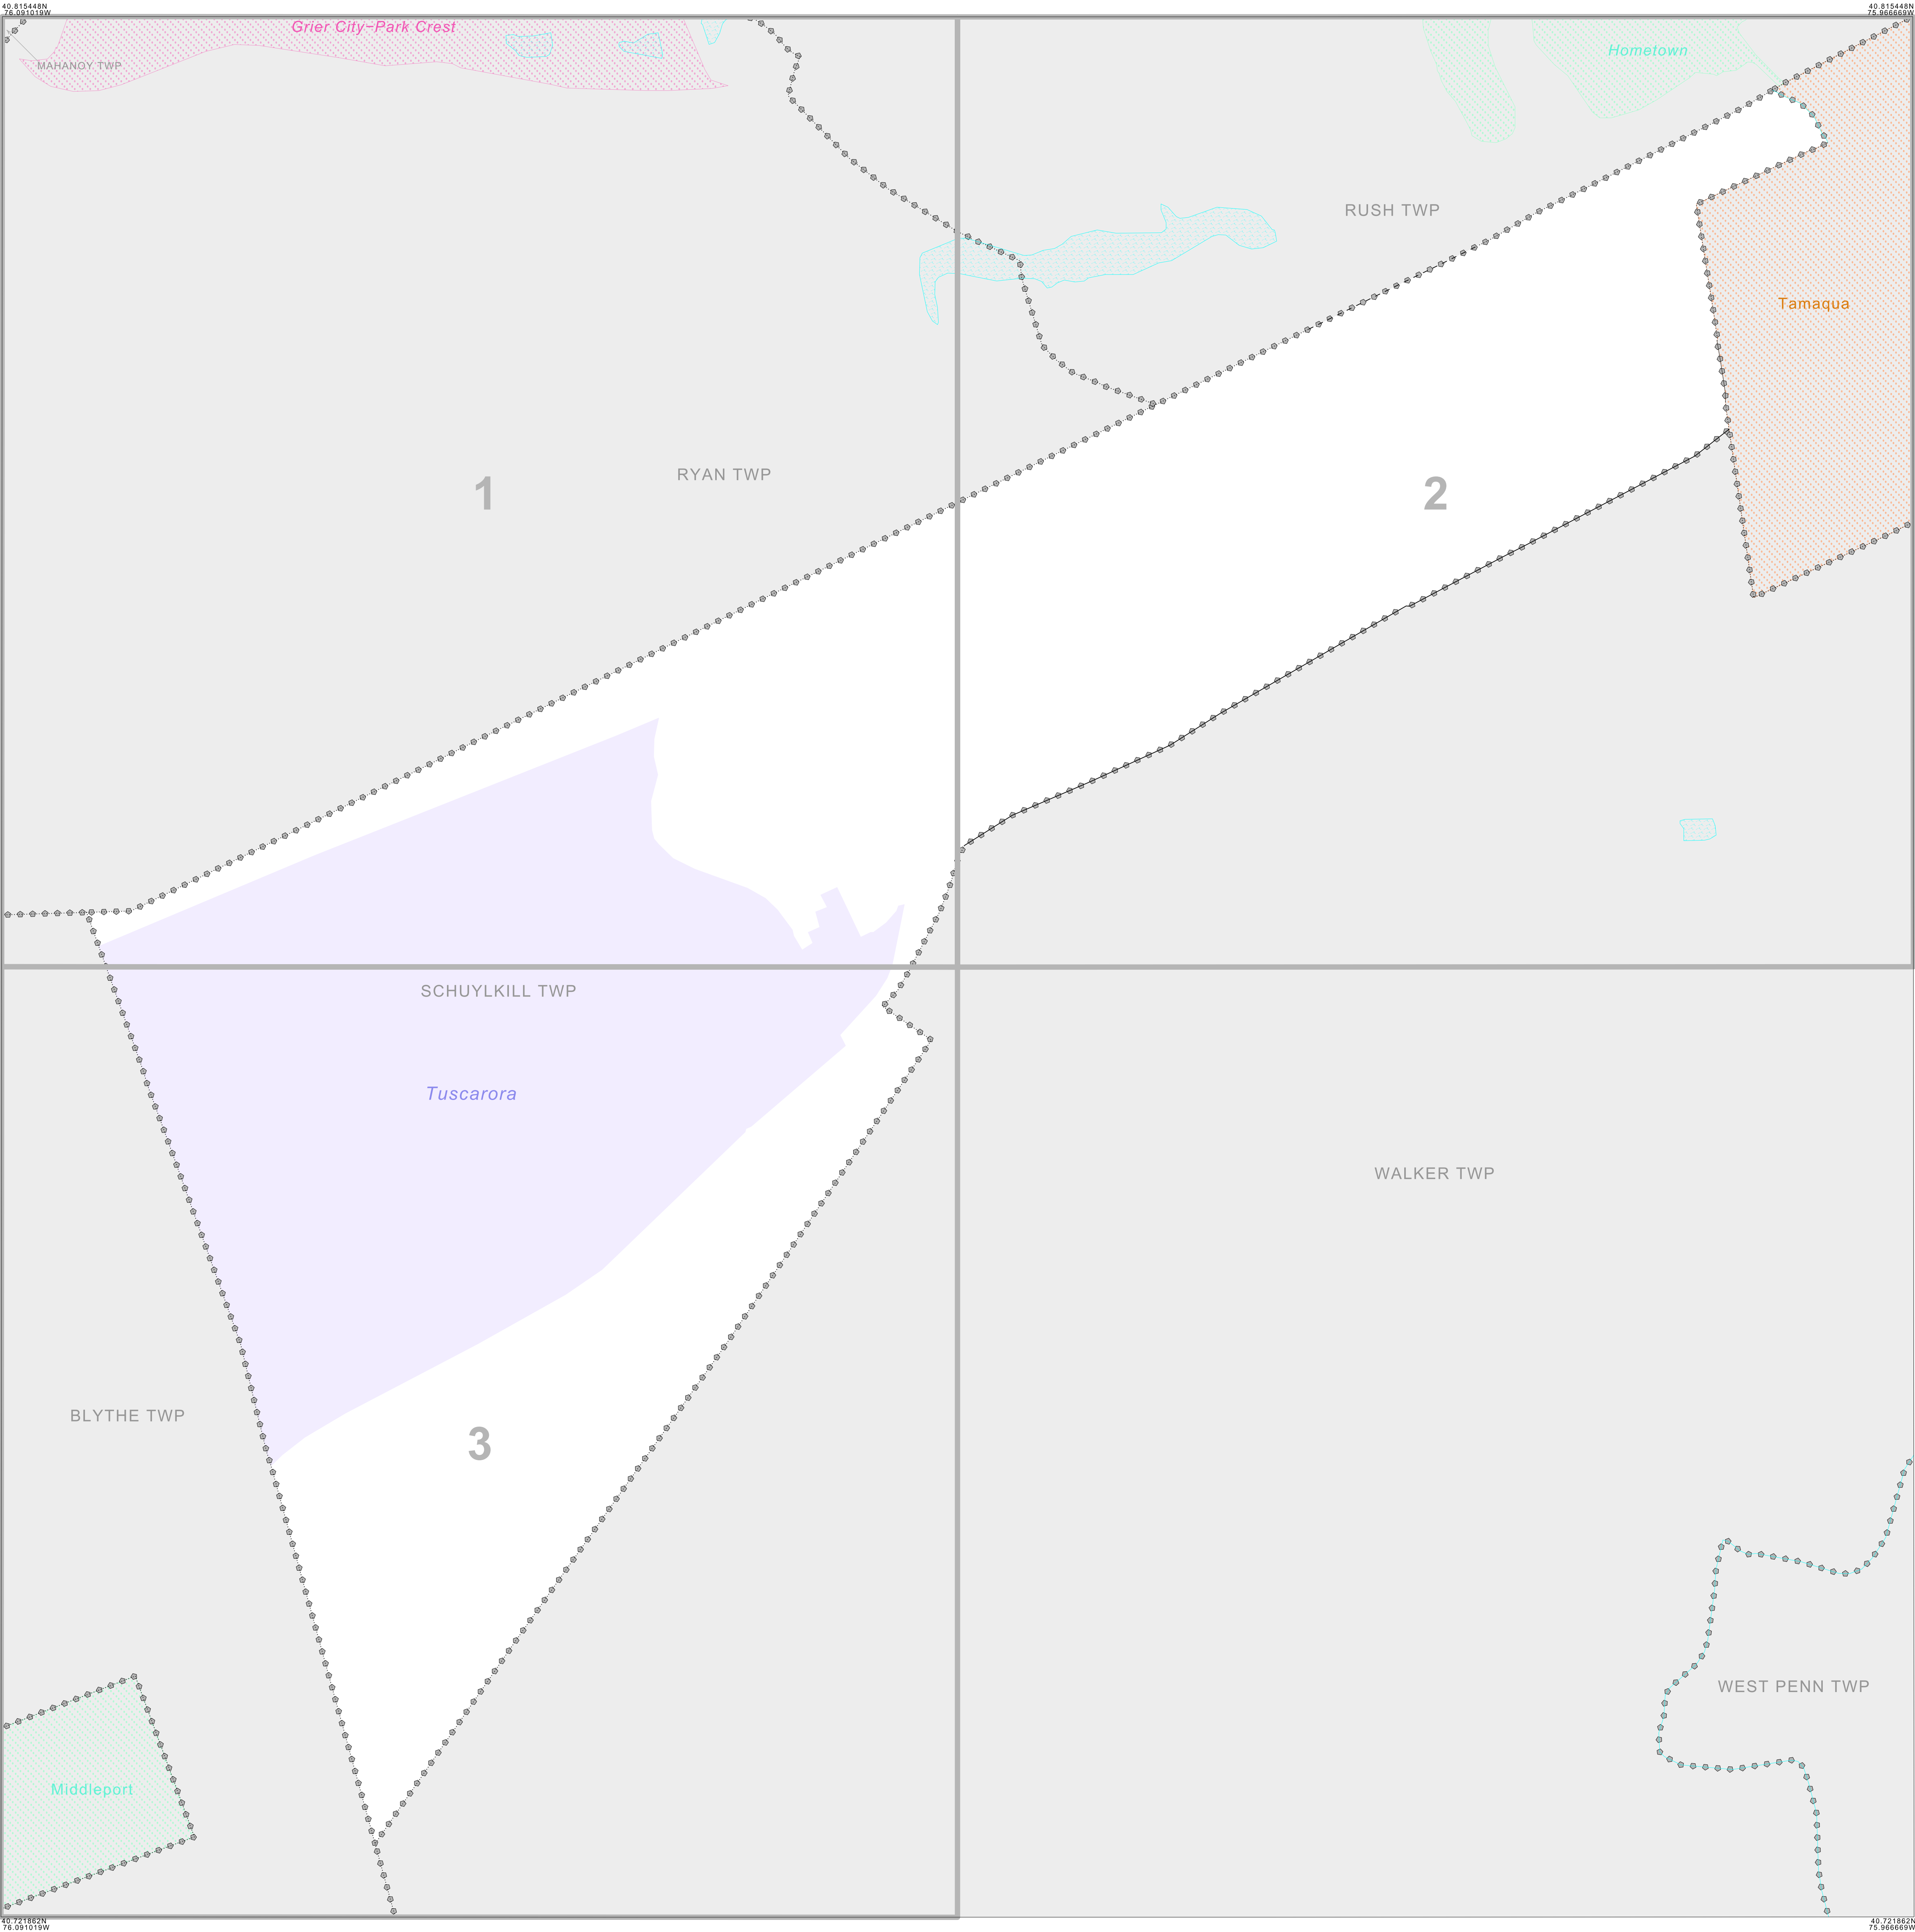 40.815448N
76.091019W
40.815448N
75.966669W
Grier City-Park Crest
MAHANOY TWP
Hometown
RUSH TWP
Tamaqua
RYAN TWP
1
2
SCHUYLKILL TWP
Tuscarora
WALKER TWP
BLYTHE TWP
3
WEST PENN TWP
Middleport
40.721862N
76.091019W
40.721862N
75.966669W